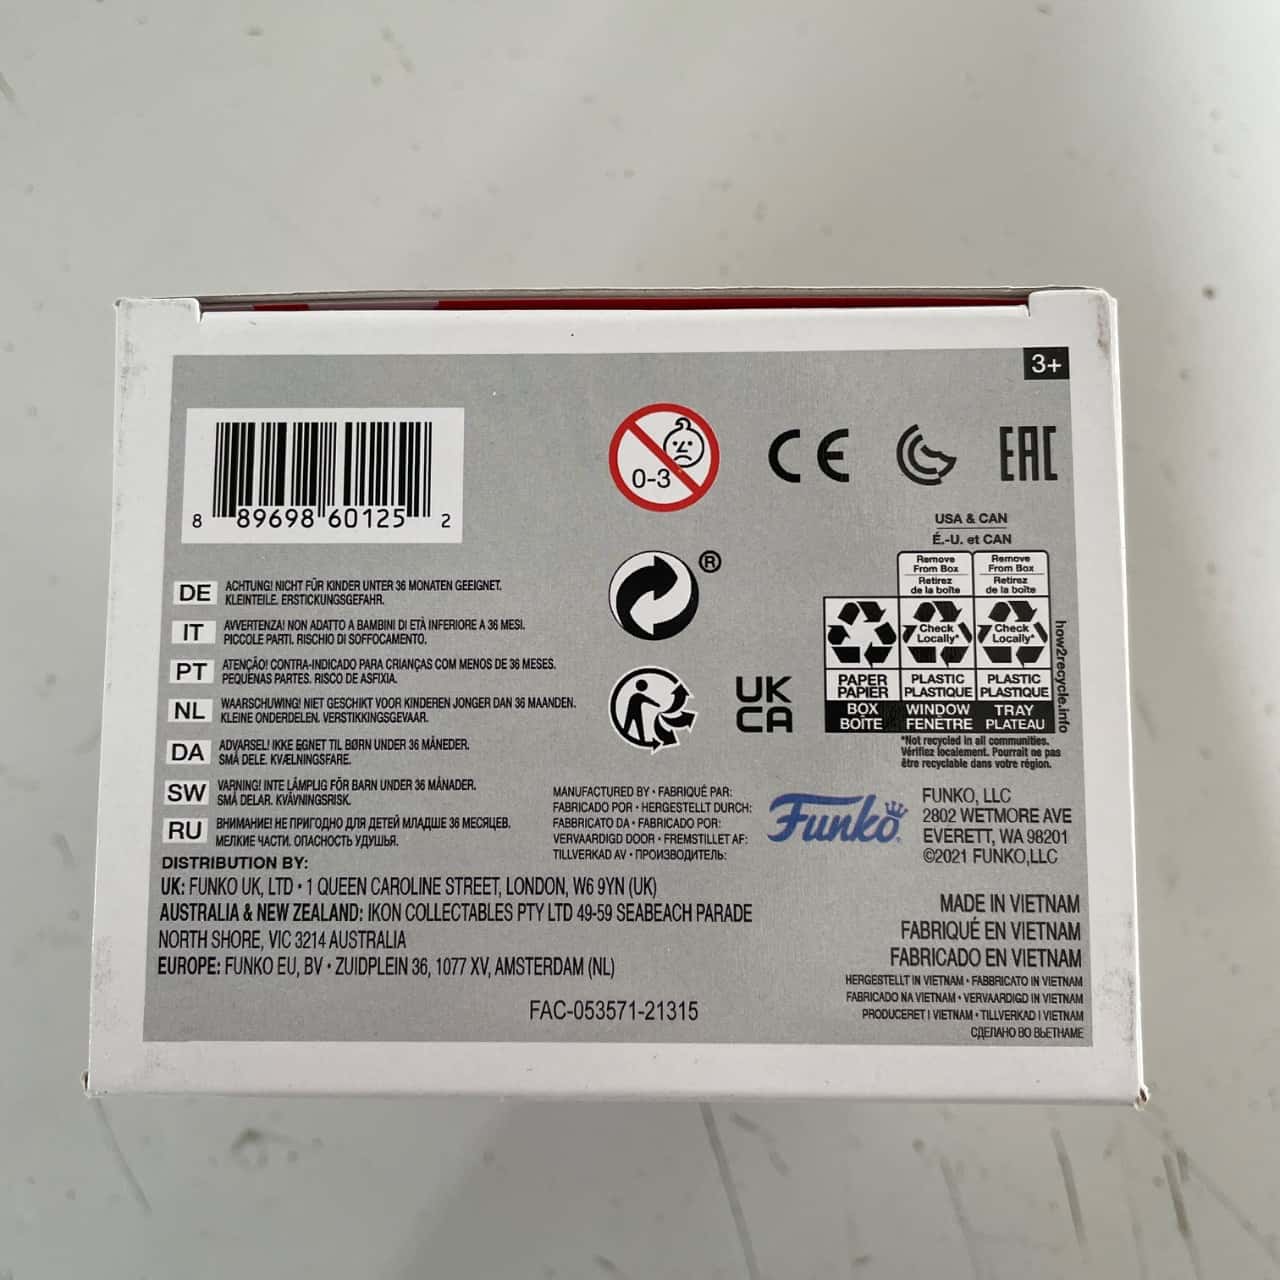 3+
8 89698 60125 2
0-3
CE
EAC
®
UK
CA
USA & CAN
É.-U. et CAN
Remove
From Box
Retirez
de la boîte
Remove
From Box
Retirez
de la boîte
Check
Locally*
Check
Locally*
PAPER
PAPIER
PLASTIC
PLASTIQUE
PLASTIC
PLASTIQUE
BOX
BOÎTE
WINDOW
FENÊTRE
TRAY
PLATEAU
how2recycle.info
*Not recycled in all communities.
Vérifiez localement. Pourrait ne pas
être recyclable dans votre région.
DE ACHTUNG! NICHT FÜR KINDER UNTER 36 MONATEN GEEIGNET.
KLEINTEILE. ERSTICKUNGSGEFAHR.
IT AVVERTENZA! NON ADATTO A BAMBINI DI ETÀ INFERIORE A 36 MESI.
PICCOLE PARTI. RISCHIO DI SOFFOCAMENTO.
PT ATENÇÃO! CONTRA-INDICADO PARA CRIANÇAS COM MENOS DE 36 MESES.
PEQUENAS PARTES. RISCO DE ASFIXIA.
NL WAARSCHUWING! NIET GESCHIKT VOOR KINDEREN JONGER DAN 36 MAANDEN.
KLEINE ONDERDELEN. VERSTIKKINGSGEVAAR.
DA ADVARSEL! IKKE EGNET TIL BØRN UNDER 36 MÅNEDER.
SMÅ DELE. KVÆLNINGSFARE.
SW VARNING! INTE LÄMPLIG FÖR BARN UNDER 36 MÅNADER.
SMÅ DELAR. KVÄVNINGSRISK.
RU ВНИМАНИЕ! НЕ ПРИГОДНО ДЛЯ ДЕТЕЙ МЛАДШЕ 36 МЕСЯЦЕВ.
МЕЛКИЕ ЧАСТИ. ОПАСНОСТЬ УДУШЬЯ.
MANUFACTURED BY • FABRIQUÉ PAR:
FABRICADO POR • HERGESTELLT DURCH:
FABBRICATO DA • FABRICADO POR:
VERVAARDIGD DOOR • FREMSTILLET AF:
TILLVERKAD AV • ПРОИЗВОДИТЕЛЬ:
Funko
FUNKO, LLC
2802 WETMORE AVE
EVERETT, WA 98201
©2021 FUNKO,LLC
DISTRIBUTION BY:
UK: FUNKO UK, LTD • 1 QUEEN CAROLINE STREET, LONDON, W6 9YN (UK)
AUSTRALIA & NEW ZEALAND: IKON COLLECTABLES PTY LTD 49-59 SEABEACH PARADE
NORTH SHORE, VIC 3214 AUSTRALIA
EUROPE: FUNKO EU, BV • ZUIDPLEIN 36, 1077 XV, AMSTERDAM (NL)
FAC-053571-21315
MADE IN VIETNAM
FABRIQUÉ EN VIETNAM
FABRICADO EN VIETNAM
HERGESTELLT IN VIETNAM • FABBRICATO IN VIETNAM
FABRICADO NA VIETNAM • VERVAARDIGD IN VIETNAM
PRODUCERET I VIETNAM • TILLVERKAD I VIETNAM
СДЕЛАНО ВО ВЬЕТНАМЕ